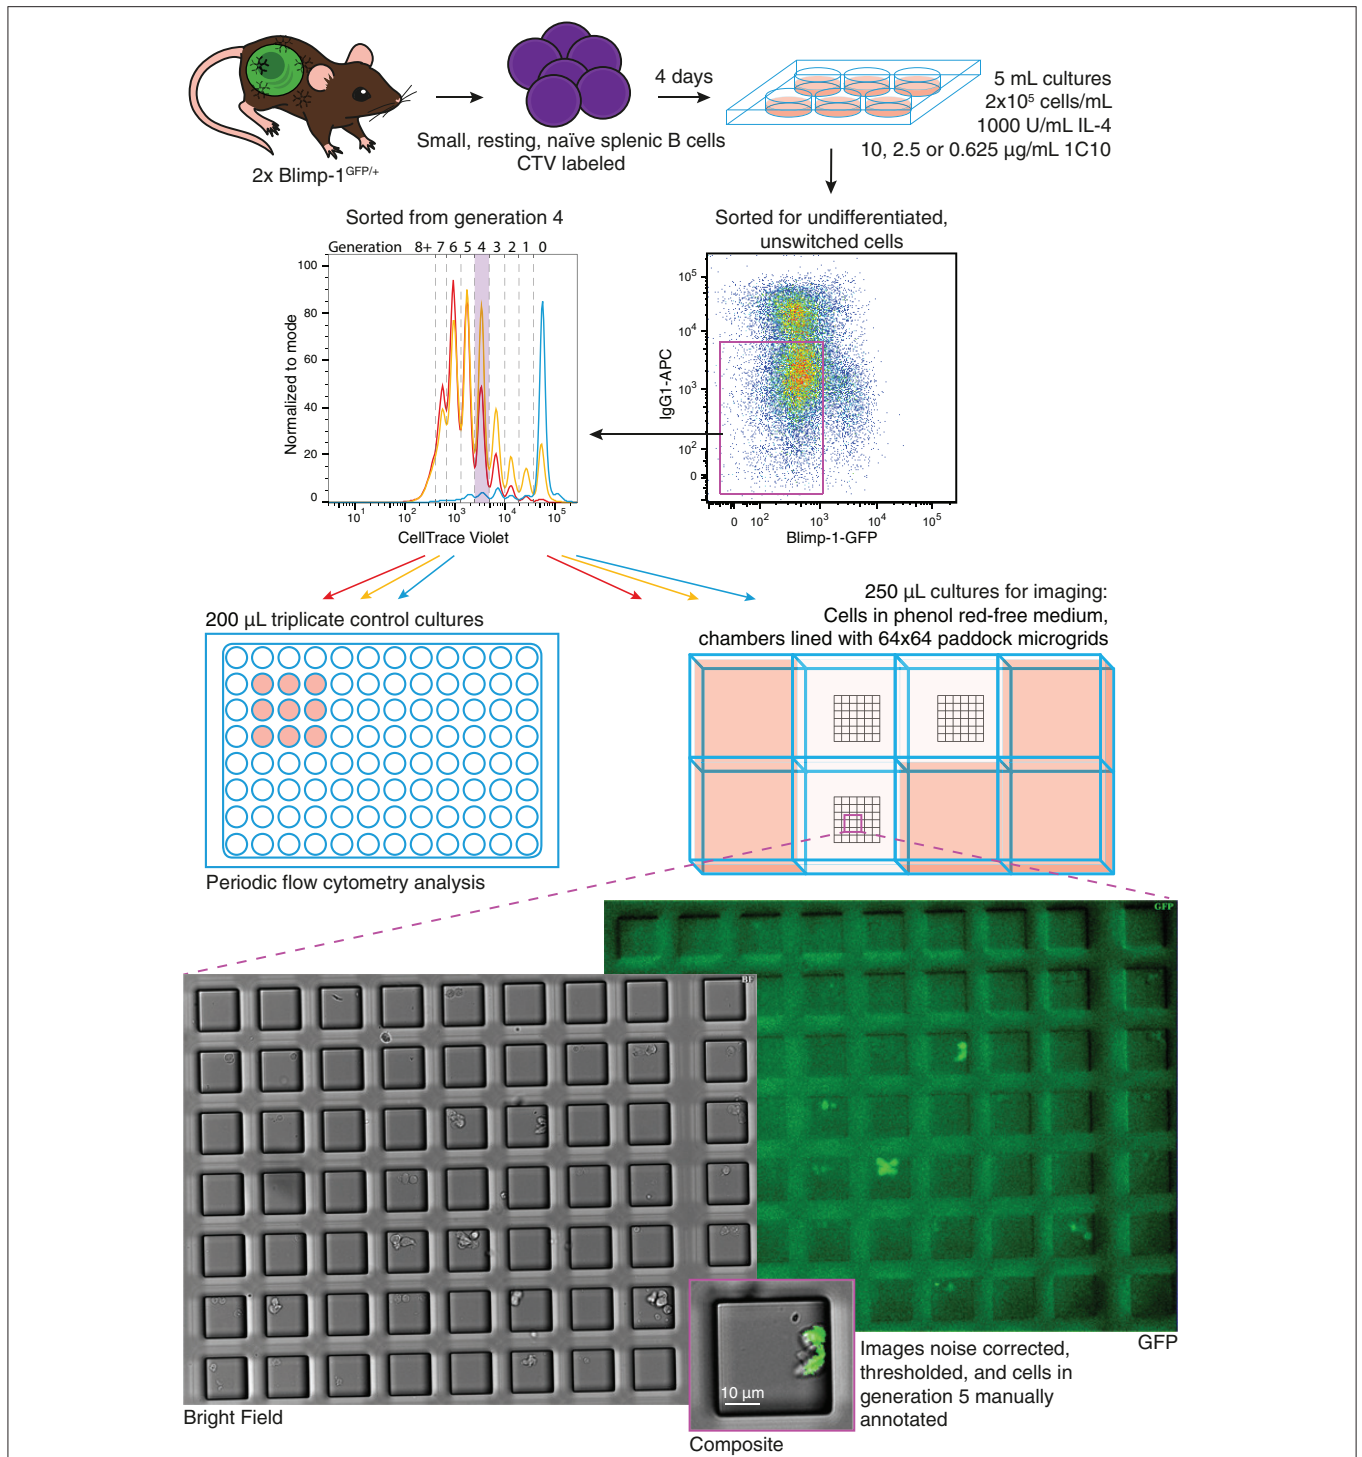 2x Blimp-1GFP/+
Small, resting, naïve splenic B cells
CTV labeled
4 days
5 mL cultures
2x10⁵ cells/mL
1000 U/mL IL-4
10, 2.5 or 0.625 µg/mL 1C10
Sorted from generation 4
Generation 8+ 7 6 5 4 3 2 1 0
100
80
60
40
20
0
Normalized to mode
10¹ 10² 10³ 10⁴ 10⁵
CellTrace Violet
Sorted for undifferentiated,
unswitched cells
10⁵
10⁴
10³
10²
0
IgG1-APC
0 10² 10³ 10⁴ 10⁵
Blimp-1-GFP
200 µL triplicate control cultures
Periodic flow cytometry analysis
250 µL cultures for imaging:
Cells in phenol red-free medium,
chambers lined with 64x64 paddock microgrids
GFP
BF
10 µm
Bright Field
Composite
GFP
Images noise corrected,
thresholded, and cells in
generation 5 manually
annotated